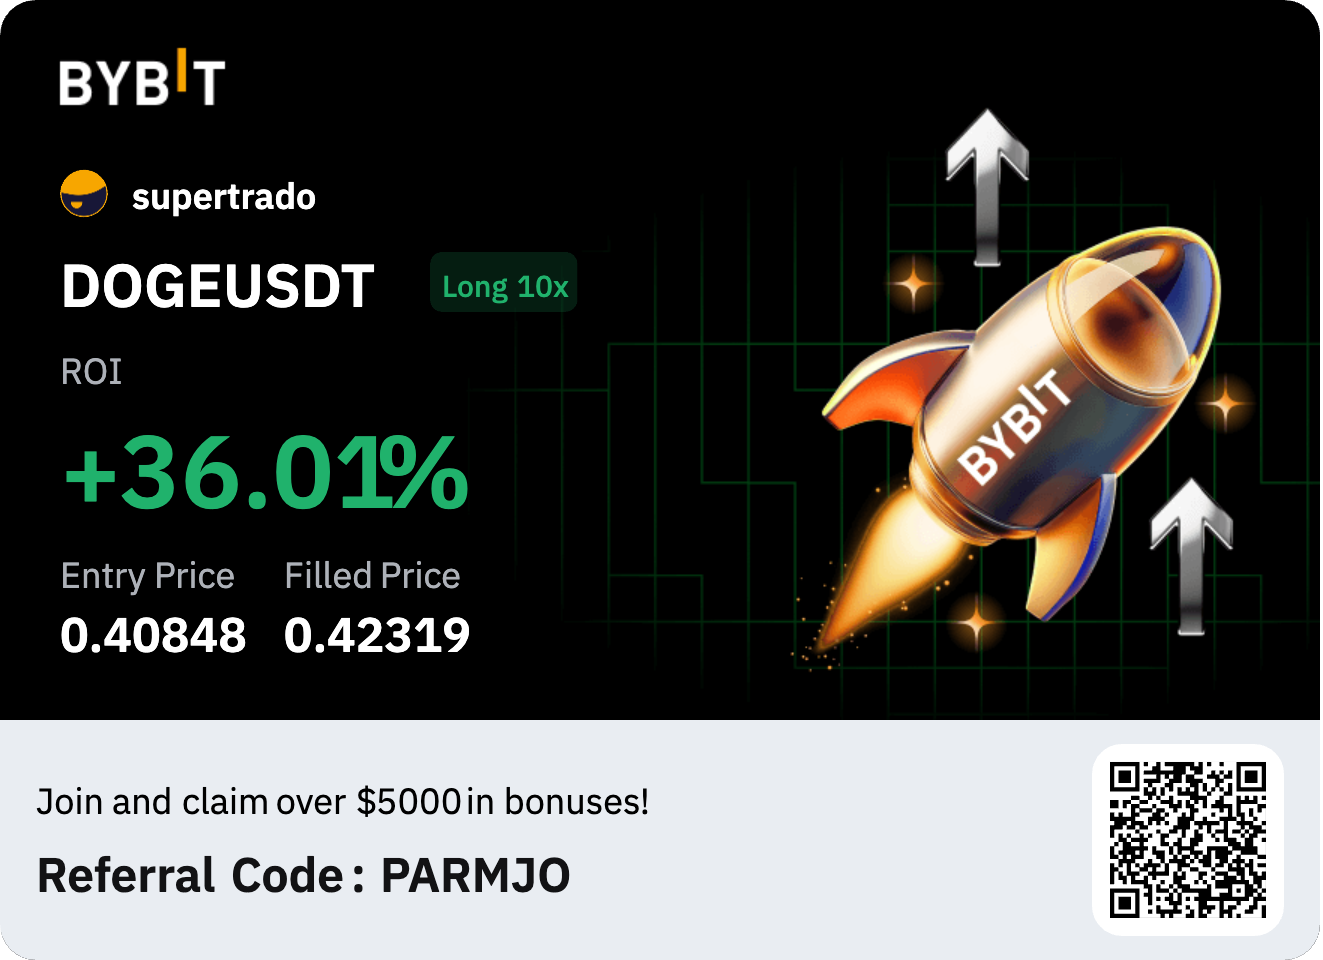 BYBIT
supertrado
DOGEUSDT Long 10x
ROI
+36.01%
Entry Price Filled Price
0.40848 0.42319
BYBIT
Join and claim over $5000 in bonuses!
Referral Code: PARMJO